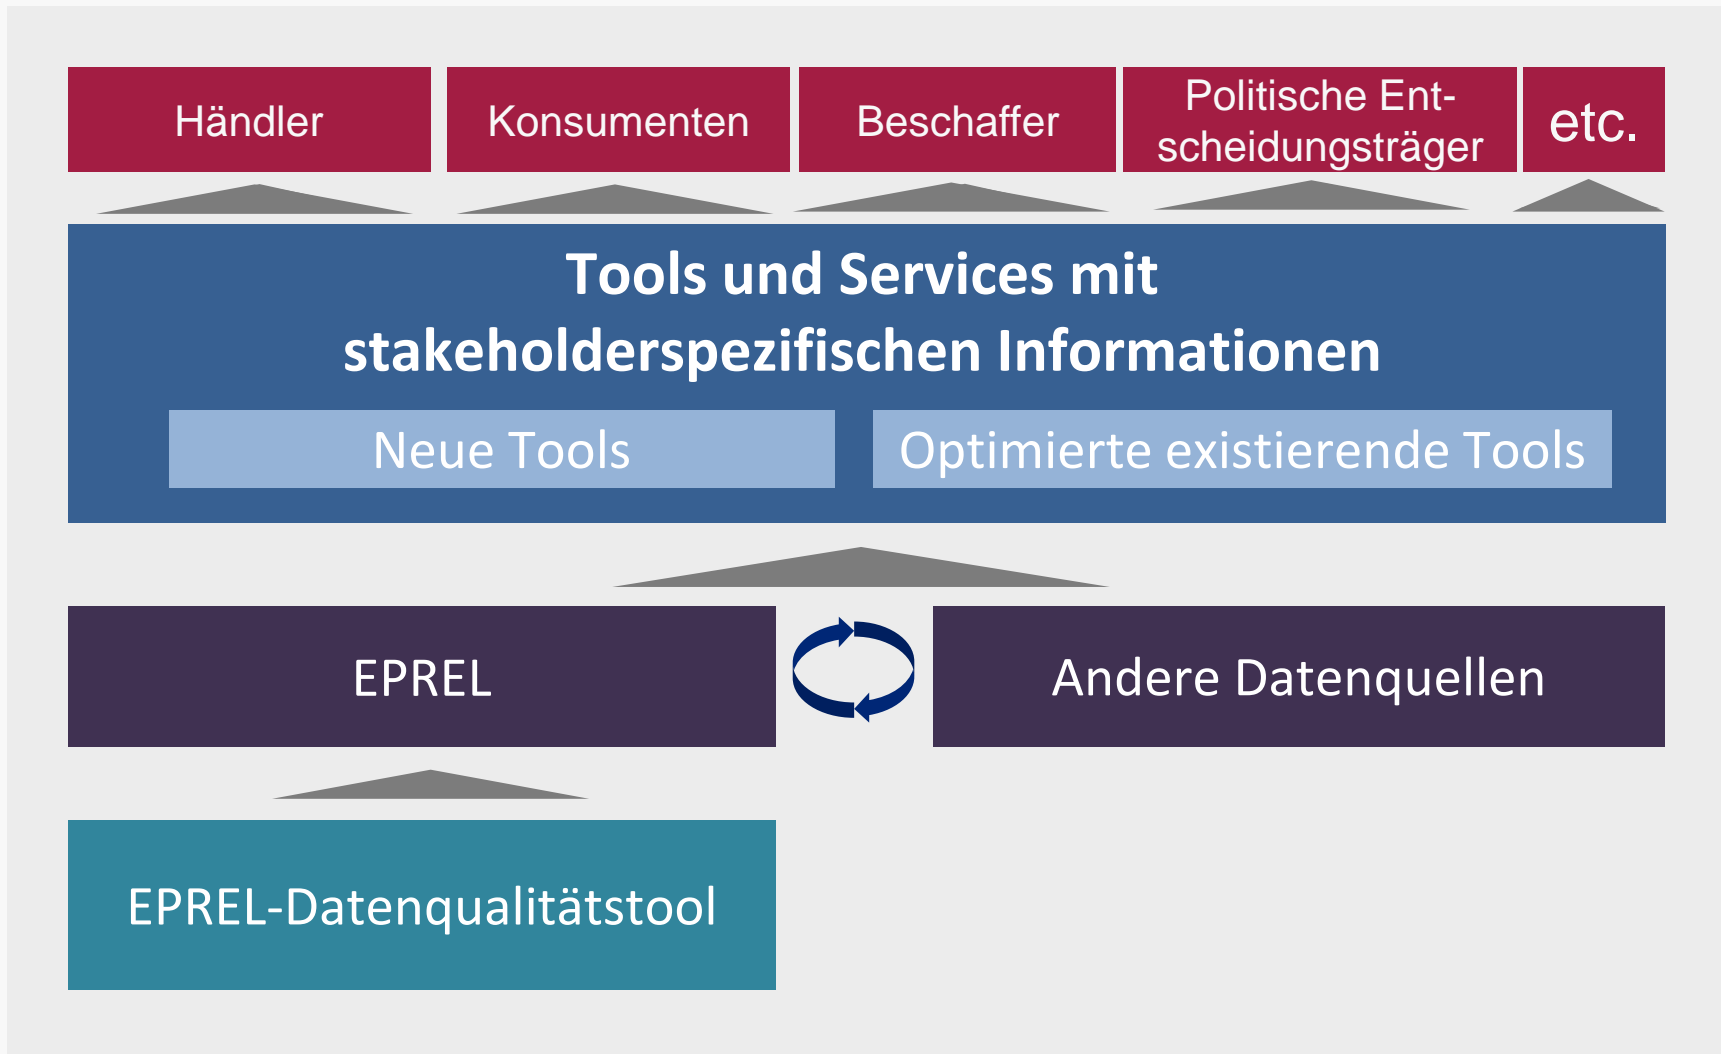 Händler
Konsumenten
Beschaffer
Politische Ent-
scheidungsträger
etc.
Tools und Services mit
stakeholderspezifischen Informationen
Neue Tools
Optimierte existierende Tools
EPREL
Andere Datenquellen
EPREL-Datenqualitätstool